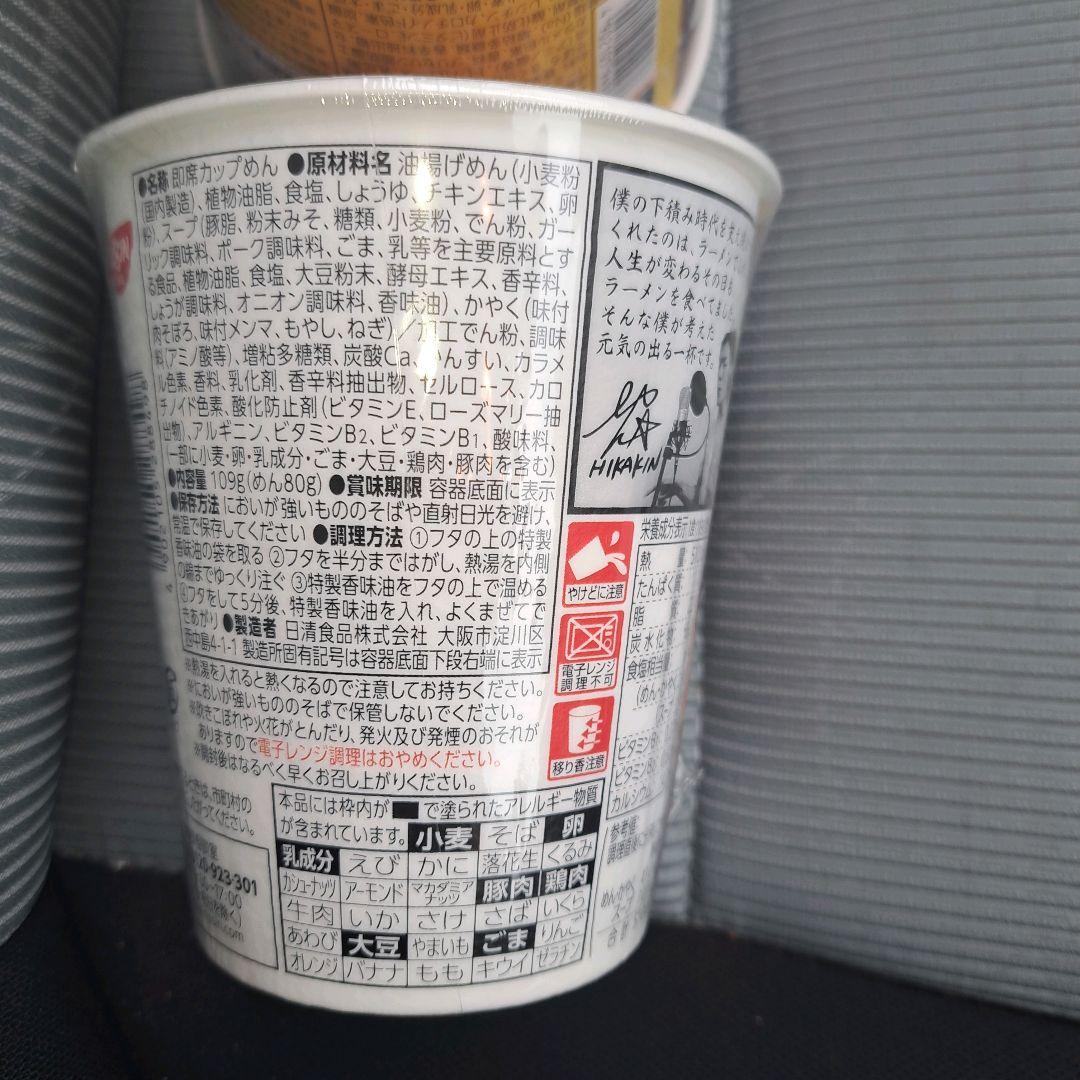 ●名称 即席カップめん ●原材料名 油揚げめん(小麦粉
(国内製造)、植物油脂、食塩、しょうゆ、チキンエキス、卵
粉)、スープ(豚脂、粉末みそ、糖類、小麦粉、でん粉、ガー
リック調味料、ポーク調味料、ごま、乳等を主要原料とす
る食品、植物油脂、食塩、大豆粉末、酵母エキス、香辛料、
しょうが調味料、オニオン調味料、香味油)、かやく(味付
肉そぼろ、味付メンマ、もやし、ねぎ)/加工でん粉、調味
料(アミノ酸等)、増粘多糖類、炭酸Ca、かんすい、カラメ
ル色素、香料、乳化剤、香辛料抽出物、セルロース、カロ
チノイド色素、酸化防止剤(ビタミンE、ローズマリー抽
出物)、アルギニン、ビタミンB2、ビタミンB1、酸味料、
(一部に小麦・卵・乳成分・ごま・大豆・鶏肉・豚肉を含む)
●内容量 109g(めん80g) ●賞味期限 容器底面に表示
●保存方法 においが強いもののそばや直射日光を避け、
常温で保存してください ●調理方法 ①フタの上の特製
香味油の袋を取る ②フタを半分まではがし、熱湯を内側
の線までゆっくり注ぐ ③特製香味油をフタの上で温める
④フタをして5分後、特製香味油を入れ、よくまぜてで
きあがり ●製造者 日清食品株式会社 大阪市淀川区
西中島4-1-1 製造所固有記号は容器底面下段右端に表示
※熱湯を入れると熱くなるので注意してお持ちください。
※においが強いもののそばで保管しないでください。
※吹きこぼれや火花がとんだり、発火及び発煙のおそれが
ありますので電子レンジ調理はおやめください。
※開封後はなるべく早くお召し上がりください。
本品には枠内が■で塗られたアレルギー物質
が含まれています。 小麦 そば 卵
乳成分 えび かに 落花生 くるみ
カシューナッツ アーモンド マカダミアナッツ 豚肉 鶏肉
牛肉 いか さけ さば いくら
あわび 大豆 やまいも ごま りんご
オレンジ バナナ もも キウイ ゼラチン
僕の下積み時代を支え
くれたのは、ラーメンで
人生が変わるその日も
ラーメンを食べてました
そんな僕が考えた
元気の出る一杯です。
HIKAKIN
やけどに注意
電子レンジ
調理不可
移り香注意
栄養成分表示
熱 量
たんぱく質
脂 質
炭水化物
食塩相当量
ビタミンB
ビタミンB
カルシウム
参考値
調理直後に
めん・かやく
スープ
合計
市町村の
ください。
923-301
17:00